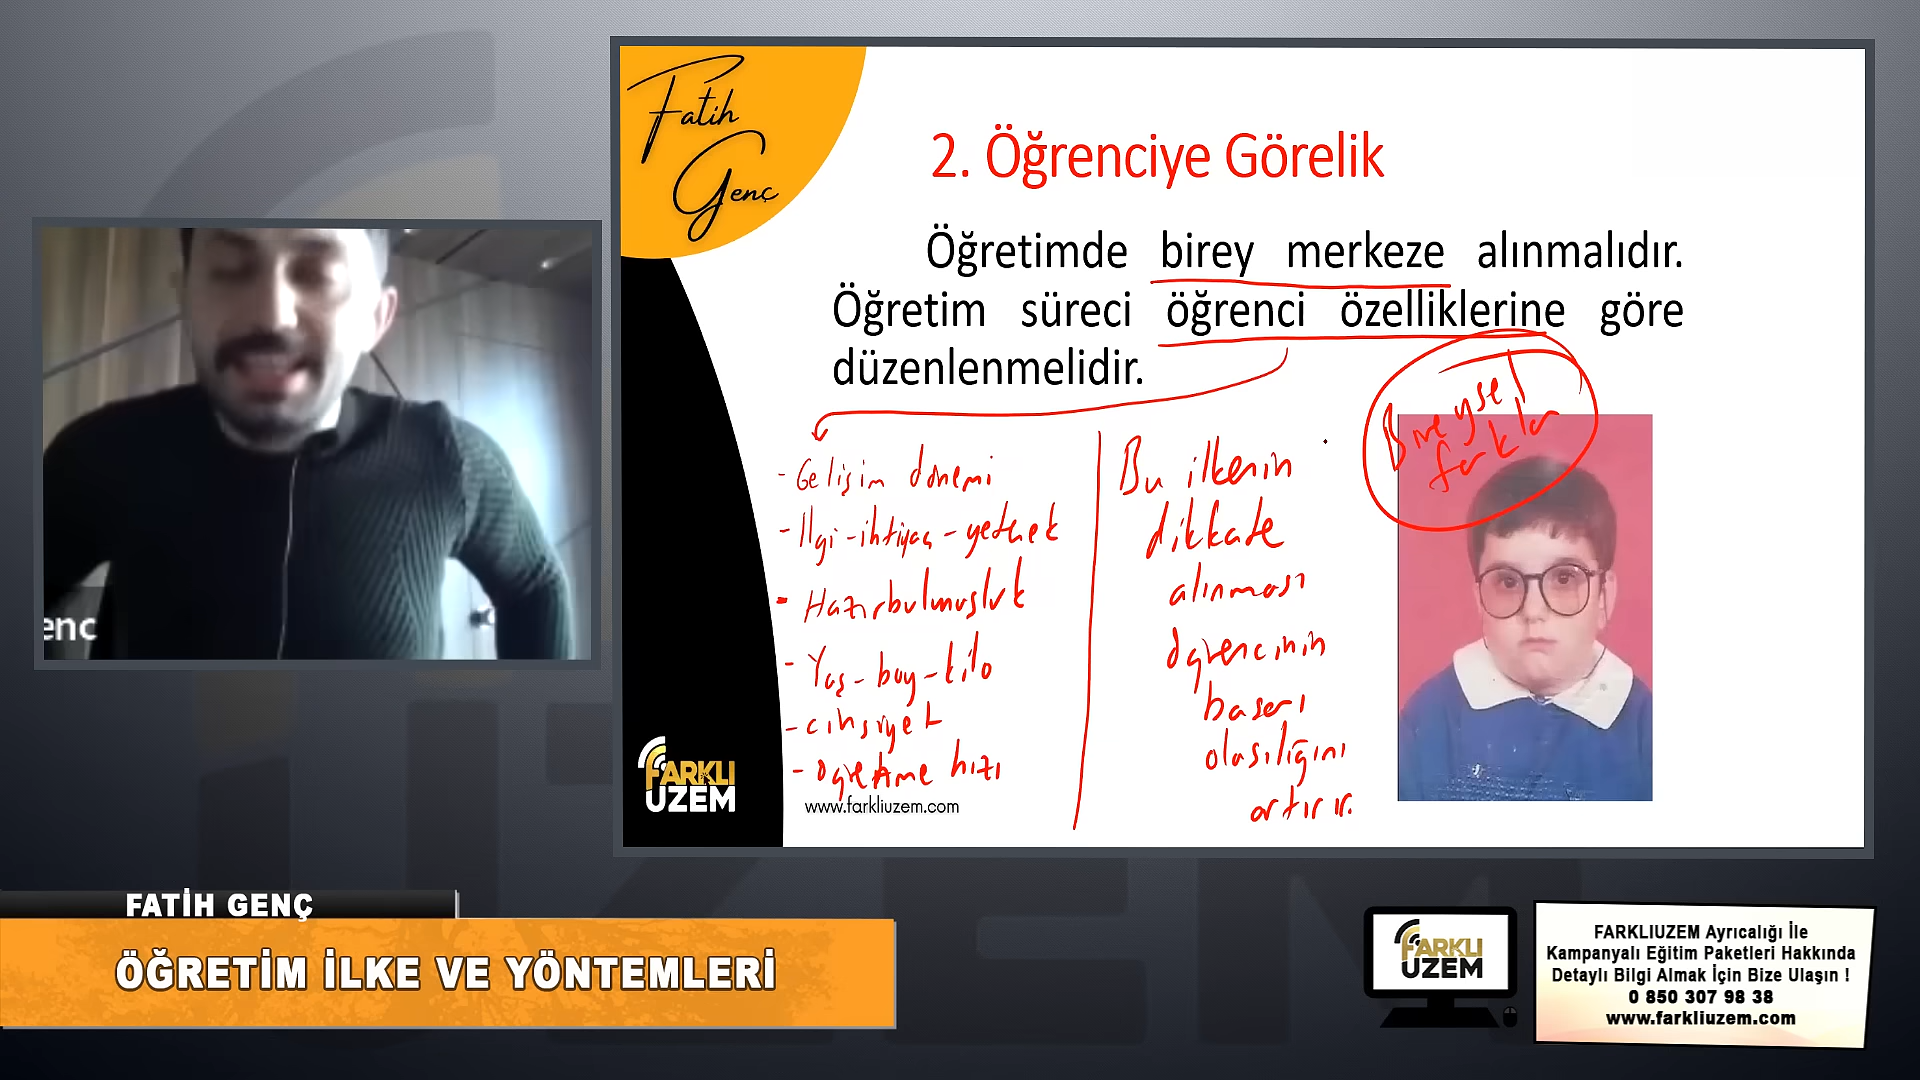 Fatih
Genç
2. Öğrenciye Görelik
Öğretimde birey merkeze alınmalıdır.
Öğretim süreci öğrenci özelliklerine göre
düzenlenmelidir.
Bireysel
farklar
- Gelişim dönemi
- İlgi - ihtiyaç - yetenek
- Hazırbulunuşluk
- Yaş - boy - kilo
- cinsiyet
- öğrenme hızı
Bu ilkenin
dikkate
alınması
öğrencinin
başarı
olasılığını
artırır.
enc
FARKLI
UZEM
www.farkliuzem.com
FATİH GENÇ
ÖĞRETİM İLKE VE YÖNTEMLERİ
FARKLI
UZEM
FARKLIUZEM Ayrıcalığı İle
Kampanyalı Eğitim Paketleri Hakkında
Detaylı Bilgi Almak İçin Bize Ulaşın !
0 850 307 98 38
www.farkliuzem.com